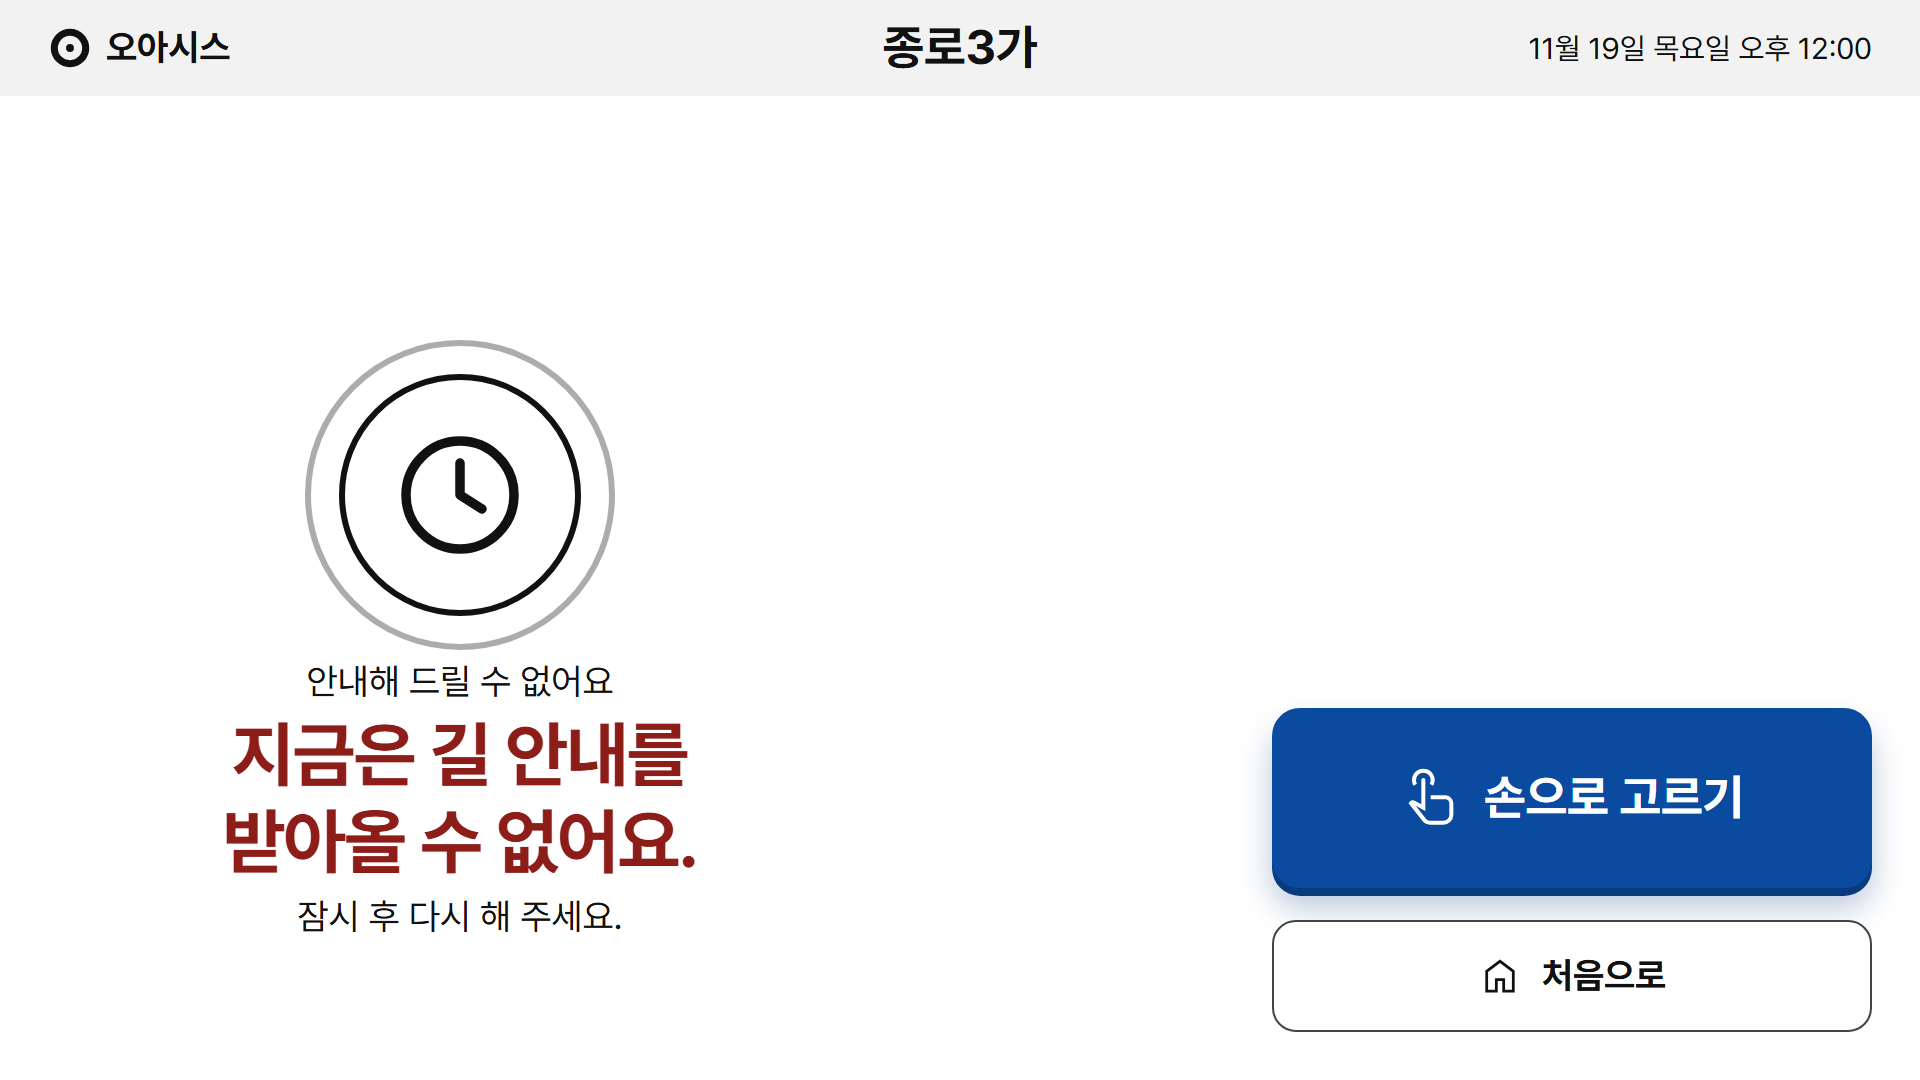 오아시스
종로3가
11월 19일 목요일 오후 12:00
안내해 드릴 수 없어요
지금은 길 안내를
받아올 수 없어요.
잠시 후 다시 해 주세요.
손으로 고르기
처음으로